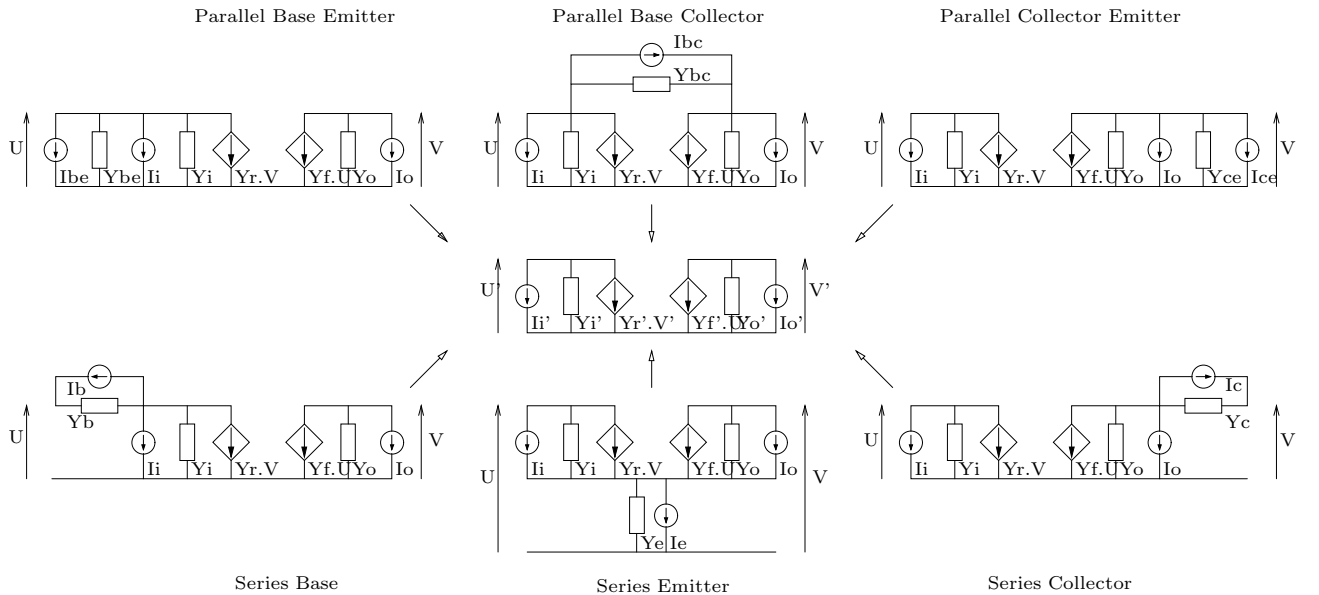 Parallel Base Emitter
Parallel Base Collector
Parallel Collector Emitter
Ibc
Ybc
U
Ibe
Ybe
Ii
Yi
Yr.V
Yf.U
Yo
Io
V
U
Ii
Yi
Yr.V
Yf.U
Yo
Io
V
U
Ii
Yi
Yr.V
Yf.U
Yo
Io
Yce
Ice
V
U'
Ii'
Yi'
Yr'.V'
Yf'.U'
Yo'
Io'
V'
U
Ib
Yb
Ii
Yi
Yr.V
Yf.U
Yo
Io
V
U
Ii
Yi
Yr.V
Yf.U
Yo
Io
Ye
Ie
V
U
Ii
Yi
Yr.V
Yf.U
Yo
Io
Ic
Yc
V
Series Base
Series Emitter
Series Collector